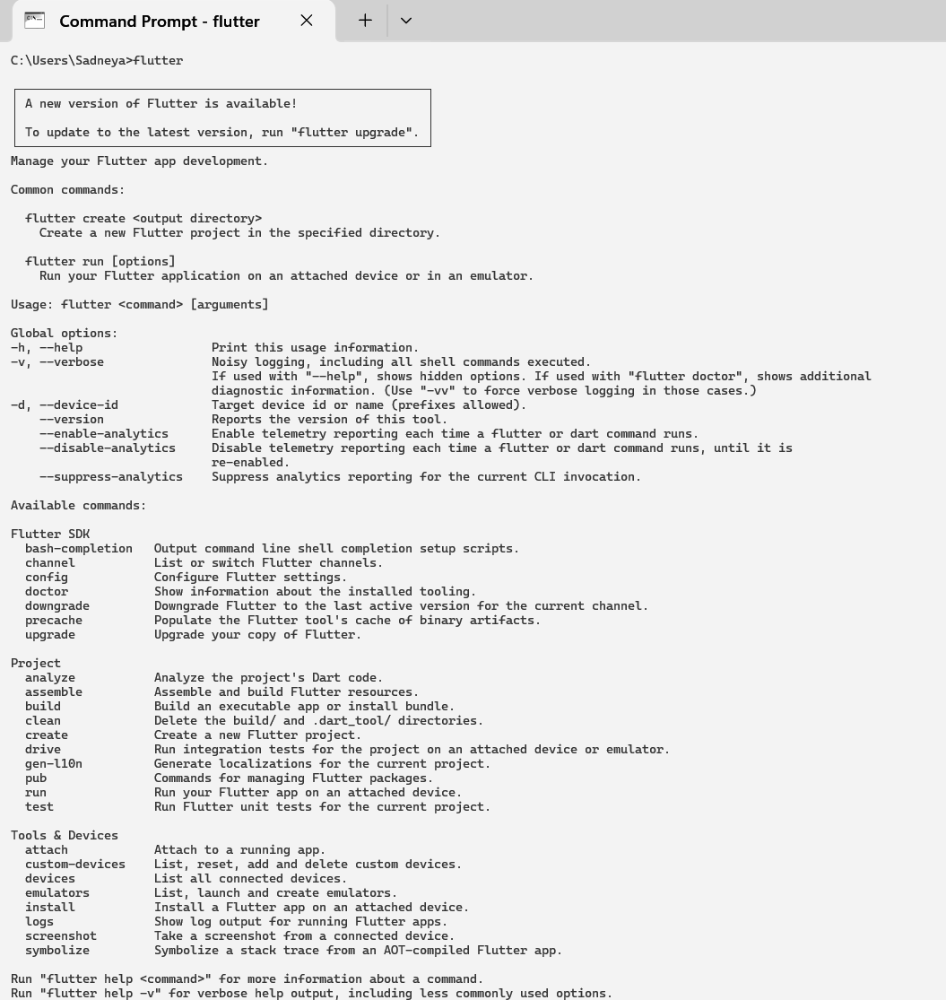 Command Prompt - flutter
C:\Users\Sadneya>flutter
A new version of Flutter is available!
To update to the latest version, run "flutter upgrade".
Manage your Flutter app development.
Common commands:
flutter create <output directory>
Create a new Flutter project in the specified directory.
flutter run [options]
Run your Flutter application on an attached device or in an emulator.
Usage: flutter <command> [arguments]
Global options:
-h, --help Print this usage information.
-v, --verbose Noisy logging, including all shell commands executed.
If used with "--help", shows hidden options. If used with "flutter doctor", shows additional
diagnostic information. (Use "-vv" to force verbose logging in those cases.)
-d, --device-id Target device id or name (prefixes allowed).
--version Reports the version of this tool.
--enable-analytics Enable telemetry reporting each time a flutter or dart command runs.
--disable-analytics Disable telemetry reporting each time a flutter or dart command runs, until it is
re-enabled.
--suppress-analytics Suppress analytics reporting for the current CLI invocation.
Available commands:
Flutter SDK
bash-completion Output command line shell completion setup scripts.
channel List or switch Flutter channels.
config Configure Flutter settings.
doctor Show information about the installed tooling.
downgrade Downgrade Flutter to the last active version for the current channel.
precache Populate the Flutter tool's cache of binary artifacts.
upgrade Upgrade your copy of Flutter.
Project
analyze Analyze the project's Dart code.
assemble Assemble and build Flutter resources.
build Build an executable app or install bundle.
clean Delete the build/ and .dart_tool/ directories.
create Create a new Flutter project.
drive Run integration tests for the project on an attached device or emulator.
gen-l10n Generate localizations for the current project.
pub Commands for managing Flutter packages.
run Run your Flutter app on an attached device.
test Run Flutter unit tests for the current project.
Tools & Devices
attach Attach to a running app.
custom-devices List, reset, add and delete custom devices.
devices List all connected devices.
emulators List, launch and create emulators.
install Install a Flutter app on an attached device.
logs Show log output for running Flutter apps.
screenshot Take a screenshot from a connected device.
symbolize Symbolize a stack trace from an AOT-compiled Flutter app.
Run "flutter help <command>" for more information about a command.
Run "flutter help -v" for verbose help output, including less commonly used options.